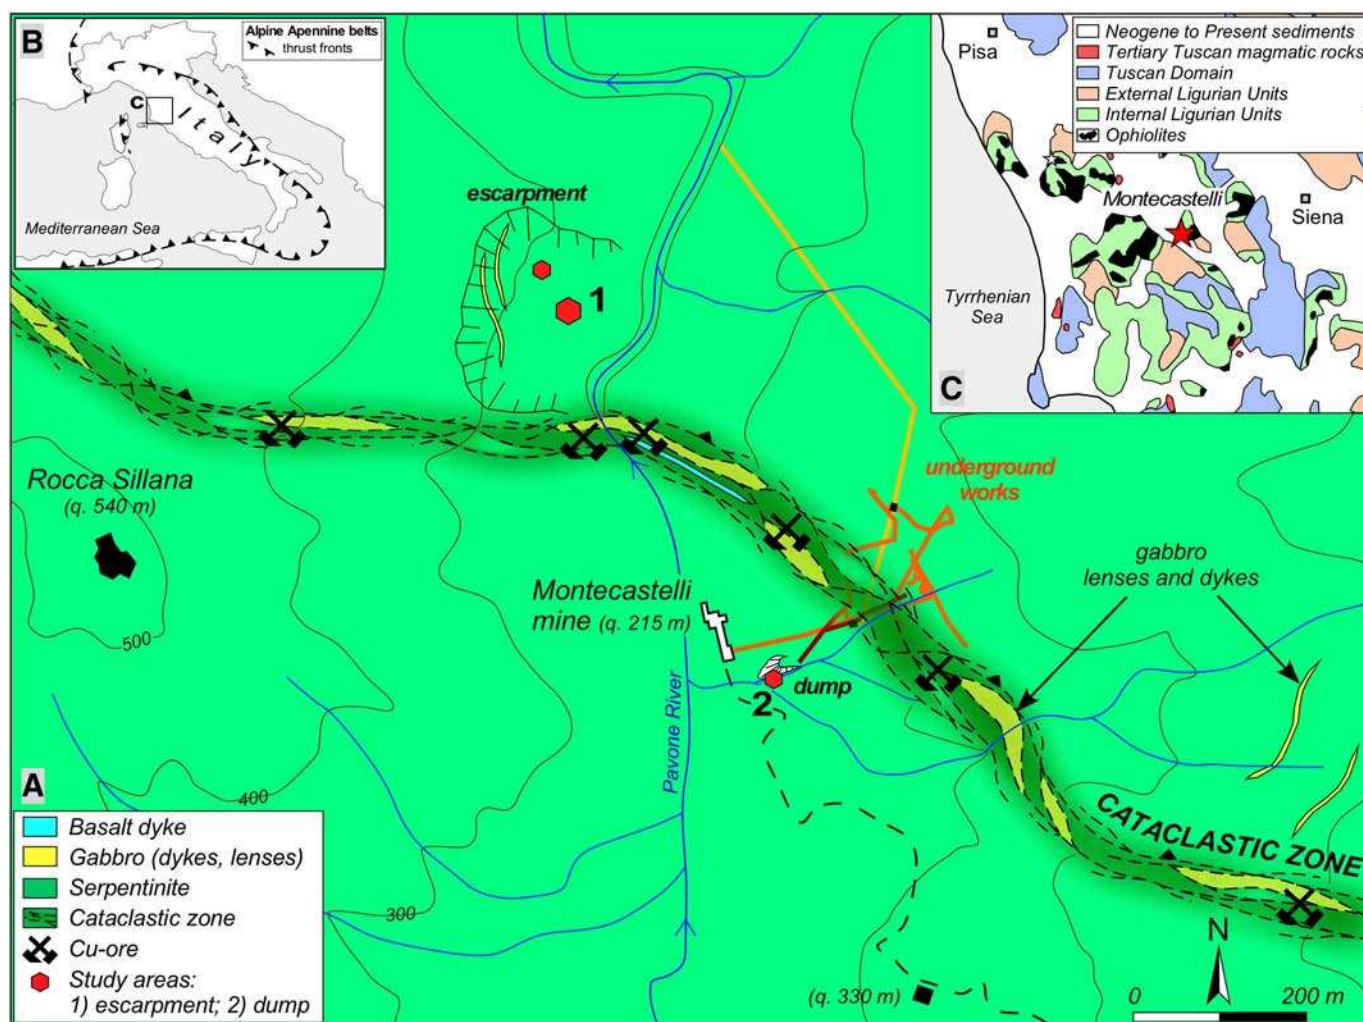 B
Alpine Apennine belts
thrust fronts
C
Italy
Mediterranean Sea
Pisa
Neogene to Present sediments
Tertiary Tuscan magmatic rocks
Tuscan Domain
External Ligurian Units
Internal Ligurian Units
Ophiolites
Montecastelli
Siena
Tyrrhenian
Sea
C
escarpment
1
Rocca Sillana
(q. 540 m)
500
underground
works
gabbro
lenses and dykes
Montecastelli
mine (q. 215 m)
dump
2
Pavone River
400
300
CATACLASTIC ZONE
A
Basalt dyke
Gabbro (dykes, lenses)
Serpentinite
Cataclastic zone
Cu-ore
Study areas:
1) escarpment; 2) dump
(q. 330 m)
N
0
200 m